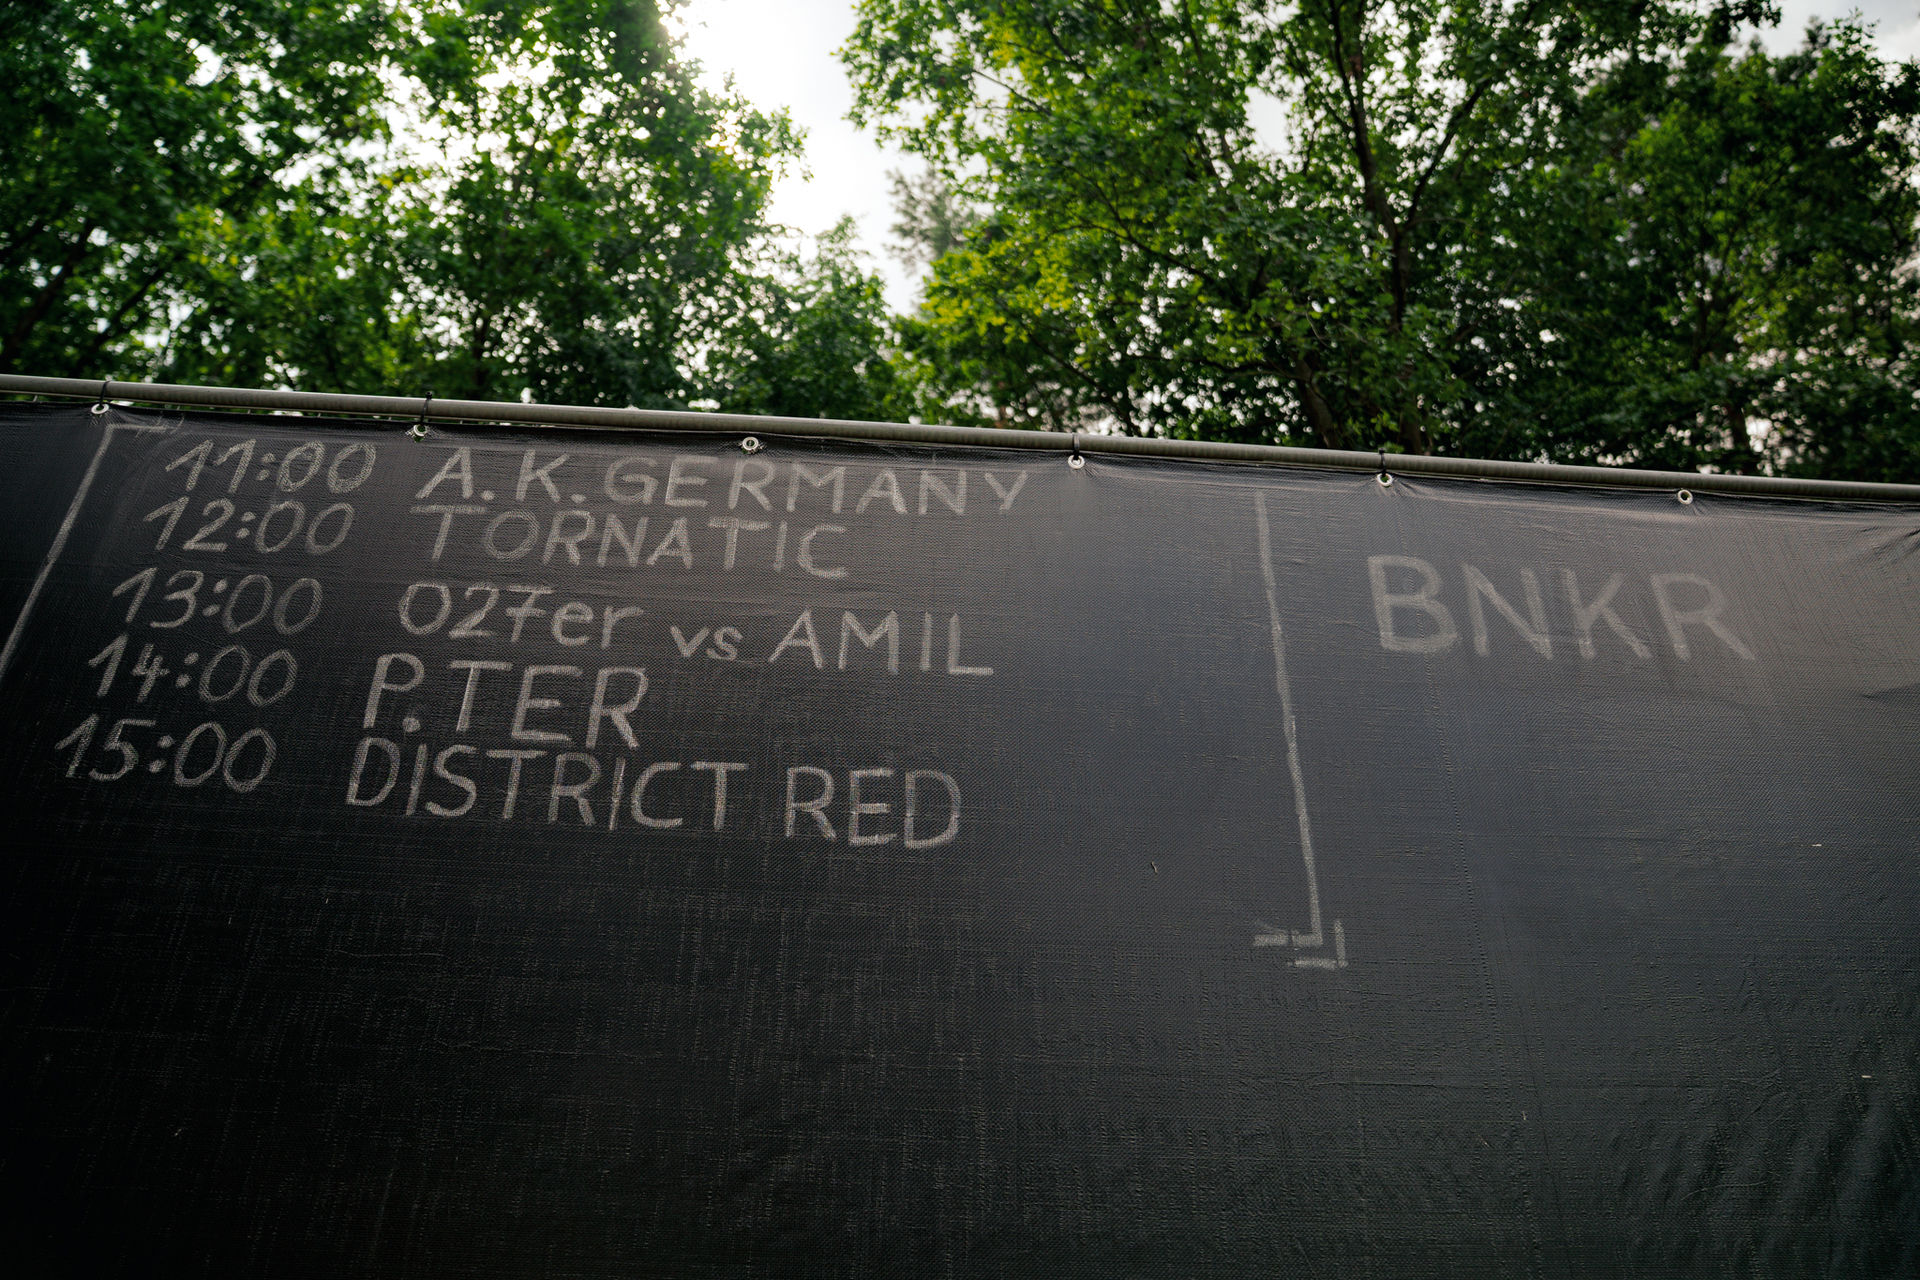 11:00 A.K.GERMANY
12:00 TORNATIC
13:00 027er vs AMIL
14:00 P.TER
15:00 DISTRICT RED
BNKR